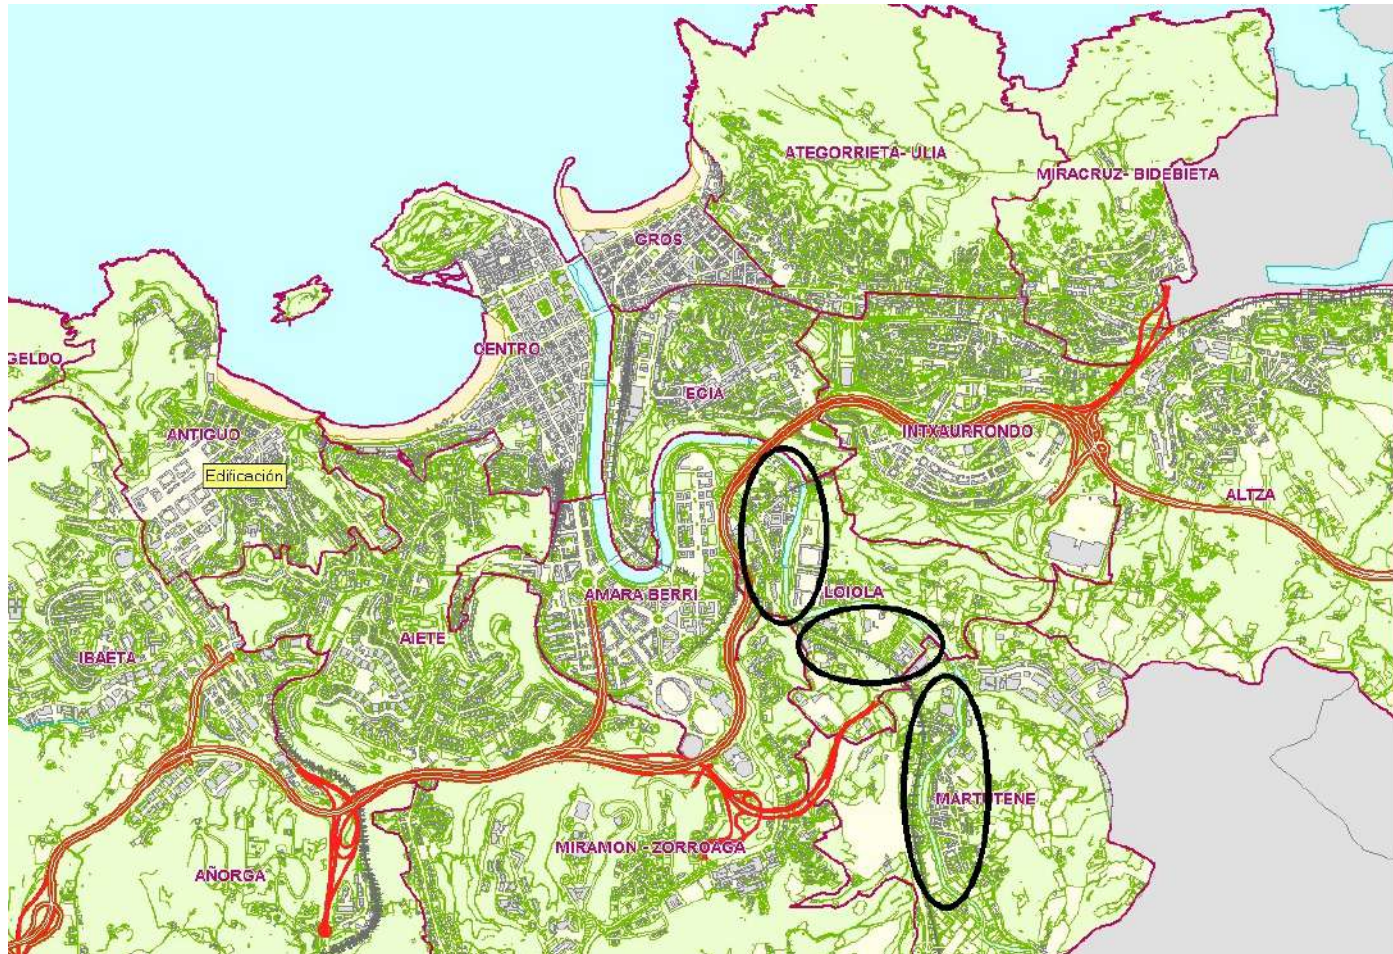 ATEGORRIETA- ULIA
MIRACRUZ- BIDEBIETA
GROS
CENTRO
GELDO
EGIA
ANTIGUO
INTXAURRONDO
Edificación
ALTZA
AMARA BERRI
LOIOLA
AIETE
IBAETA
MARTUTENE
MIRAMON - ZORROAGA
AÑORGA